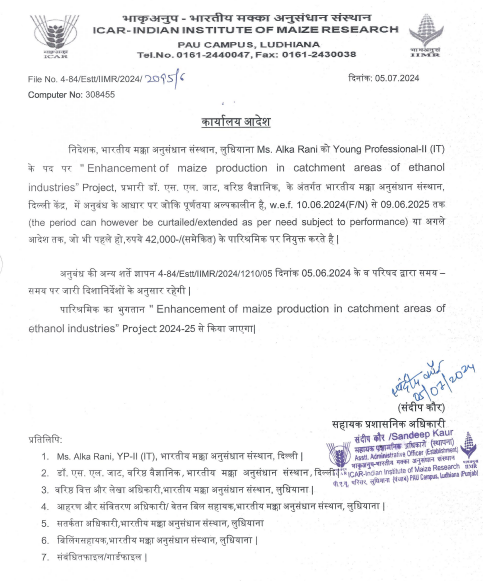 भाकृअनुप - भारतीय मक्का अनुसंधान संस्थान
ICAR-INDIAN INSTITUTE OF MAIZE RESEARCH
PAU CAMPUS, LUDHIANA
Tel.No. 0161-2440047, Fax: 0161-2430038
ICAR
IIMR
File No. 4-84/Estt/IIMR/2024/ 2095/6
दिनांक: 05.07.2024
Computer No: 308455
कार्यालय आदेश
निदेशक, भारतीय मक्का अनुसंधान संस्थान, लुधियाना Ms. Alka Rani को Young Professional-II (IT)
के पद पर " Enhancement of maize production in catchment areas of ethanol
industries" Project, प्रभारी डॉ. एस. एल. जाट, वरिष्ठ वैज्ञानिक, के अंतर्गत भारतीय मक्का अनुसंधान संस्थान,
दिल्ली केंद्र, में अनुबंध के आधार पर जोकि पूर्णतया अल्पकालीन है, w.e.f. 10.06.2024(F/N) से 09.06.2025 तक
(the period can however be curtailed/extended as per need subject to performance) या अगले
आदेश तक, जो भी पहले हो,रुपये 42,000-/(समेकित) के पारिश्रमिक पर नियुक्त करते है |
अनुबंध की अन्य शर्ते ज्ञापन 4-84/Estt/IIMR/2024/1210/05 दिनांक 05.06.2024 के व परिषद द्वारा समय –
समय पर जारी दिशानिर्देशों के अनुसार रहेगी |
पारिश्रमिक का भुगतान " Enhancement of maize production in catchment areas of
ethanol industries" Project 2024-25 से किया जाएगा|
संदीप कौर
05/07/2024
(संदीप कौर)
सहायक प्रशासनिक अधिकारी
संदीप कौर /Sandeep Kaur
सहायक प्रशासनिक अधिकारी (स्थापना)
Asstt. Administrative Officer (Establishment)
भाकृअनुप-भारतीय मक्का अनुसंधान संस्थान
ICAR-Indian Institute of Maize Research
पी.ए.यू. परिसर, लुधियाना (पंजाब) PAU Campus, Ludhiana (Punjab)
प्रतिलिपि:
1. Ms. Alka Rani, YP-II (IT), भारतीय मक्का अनुसंधान संस्थान, दिल्ली |
2. डॉ. एस. एल. जाट, वरिष्ठ वैज्ञानिक, भारतीय मक्का अनुसंधान संस्थान, दिल्ली
3. वरिष्ठ वित्त और लेखा अधिकारी,भारतीय मक्का अनुसंधान संस्थान, लुधियाना |
4. आहरण और संवितरण अधिकारी/ वेतन बिल सहायक,भारतीय मक्का अनुसंधान संस्थान, लुधियाना |
5. सतर्कता अधिकारी,भारतीय मक्का अनुसंधान संस्थान, लुधियाना
6. बिलिंगसहायक,भारतीय मक्का अनुसंधान संस्थान, लुधियाना |
7. संबंधितफाइल/गार्डफाइल |